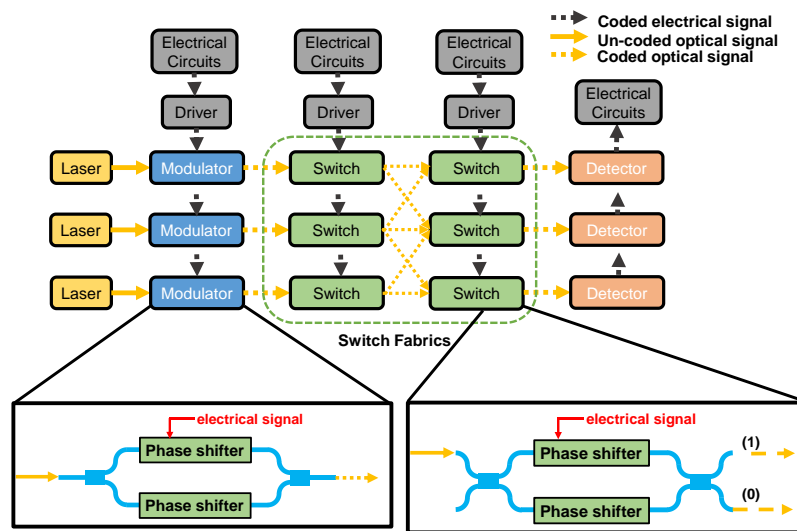 Coded electrical signal
Un-coded optical signal
Coded optical signal
Electrical Circuits
Electrical Circuits
Electrical Circuits
Electrical Circuits
Driver
Driver
Driver
Laser
Modulator
Switch
Switch
Detector
Laser
Modulator
Switch
Switch
Detector
Laser
Modulator
Switch
Switch
Detector
Switch Fabrics
electrical signal
Phase shifter
Phase shifter
electrical signal
Phase shifter
(1)
Phase shifter
(0)